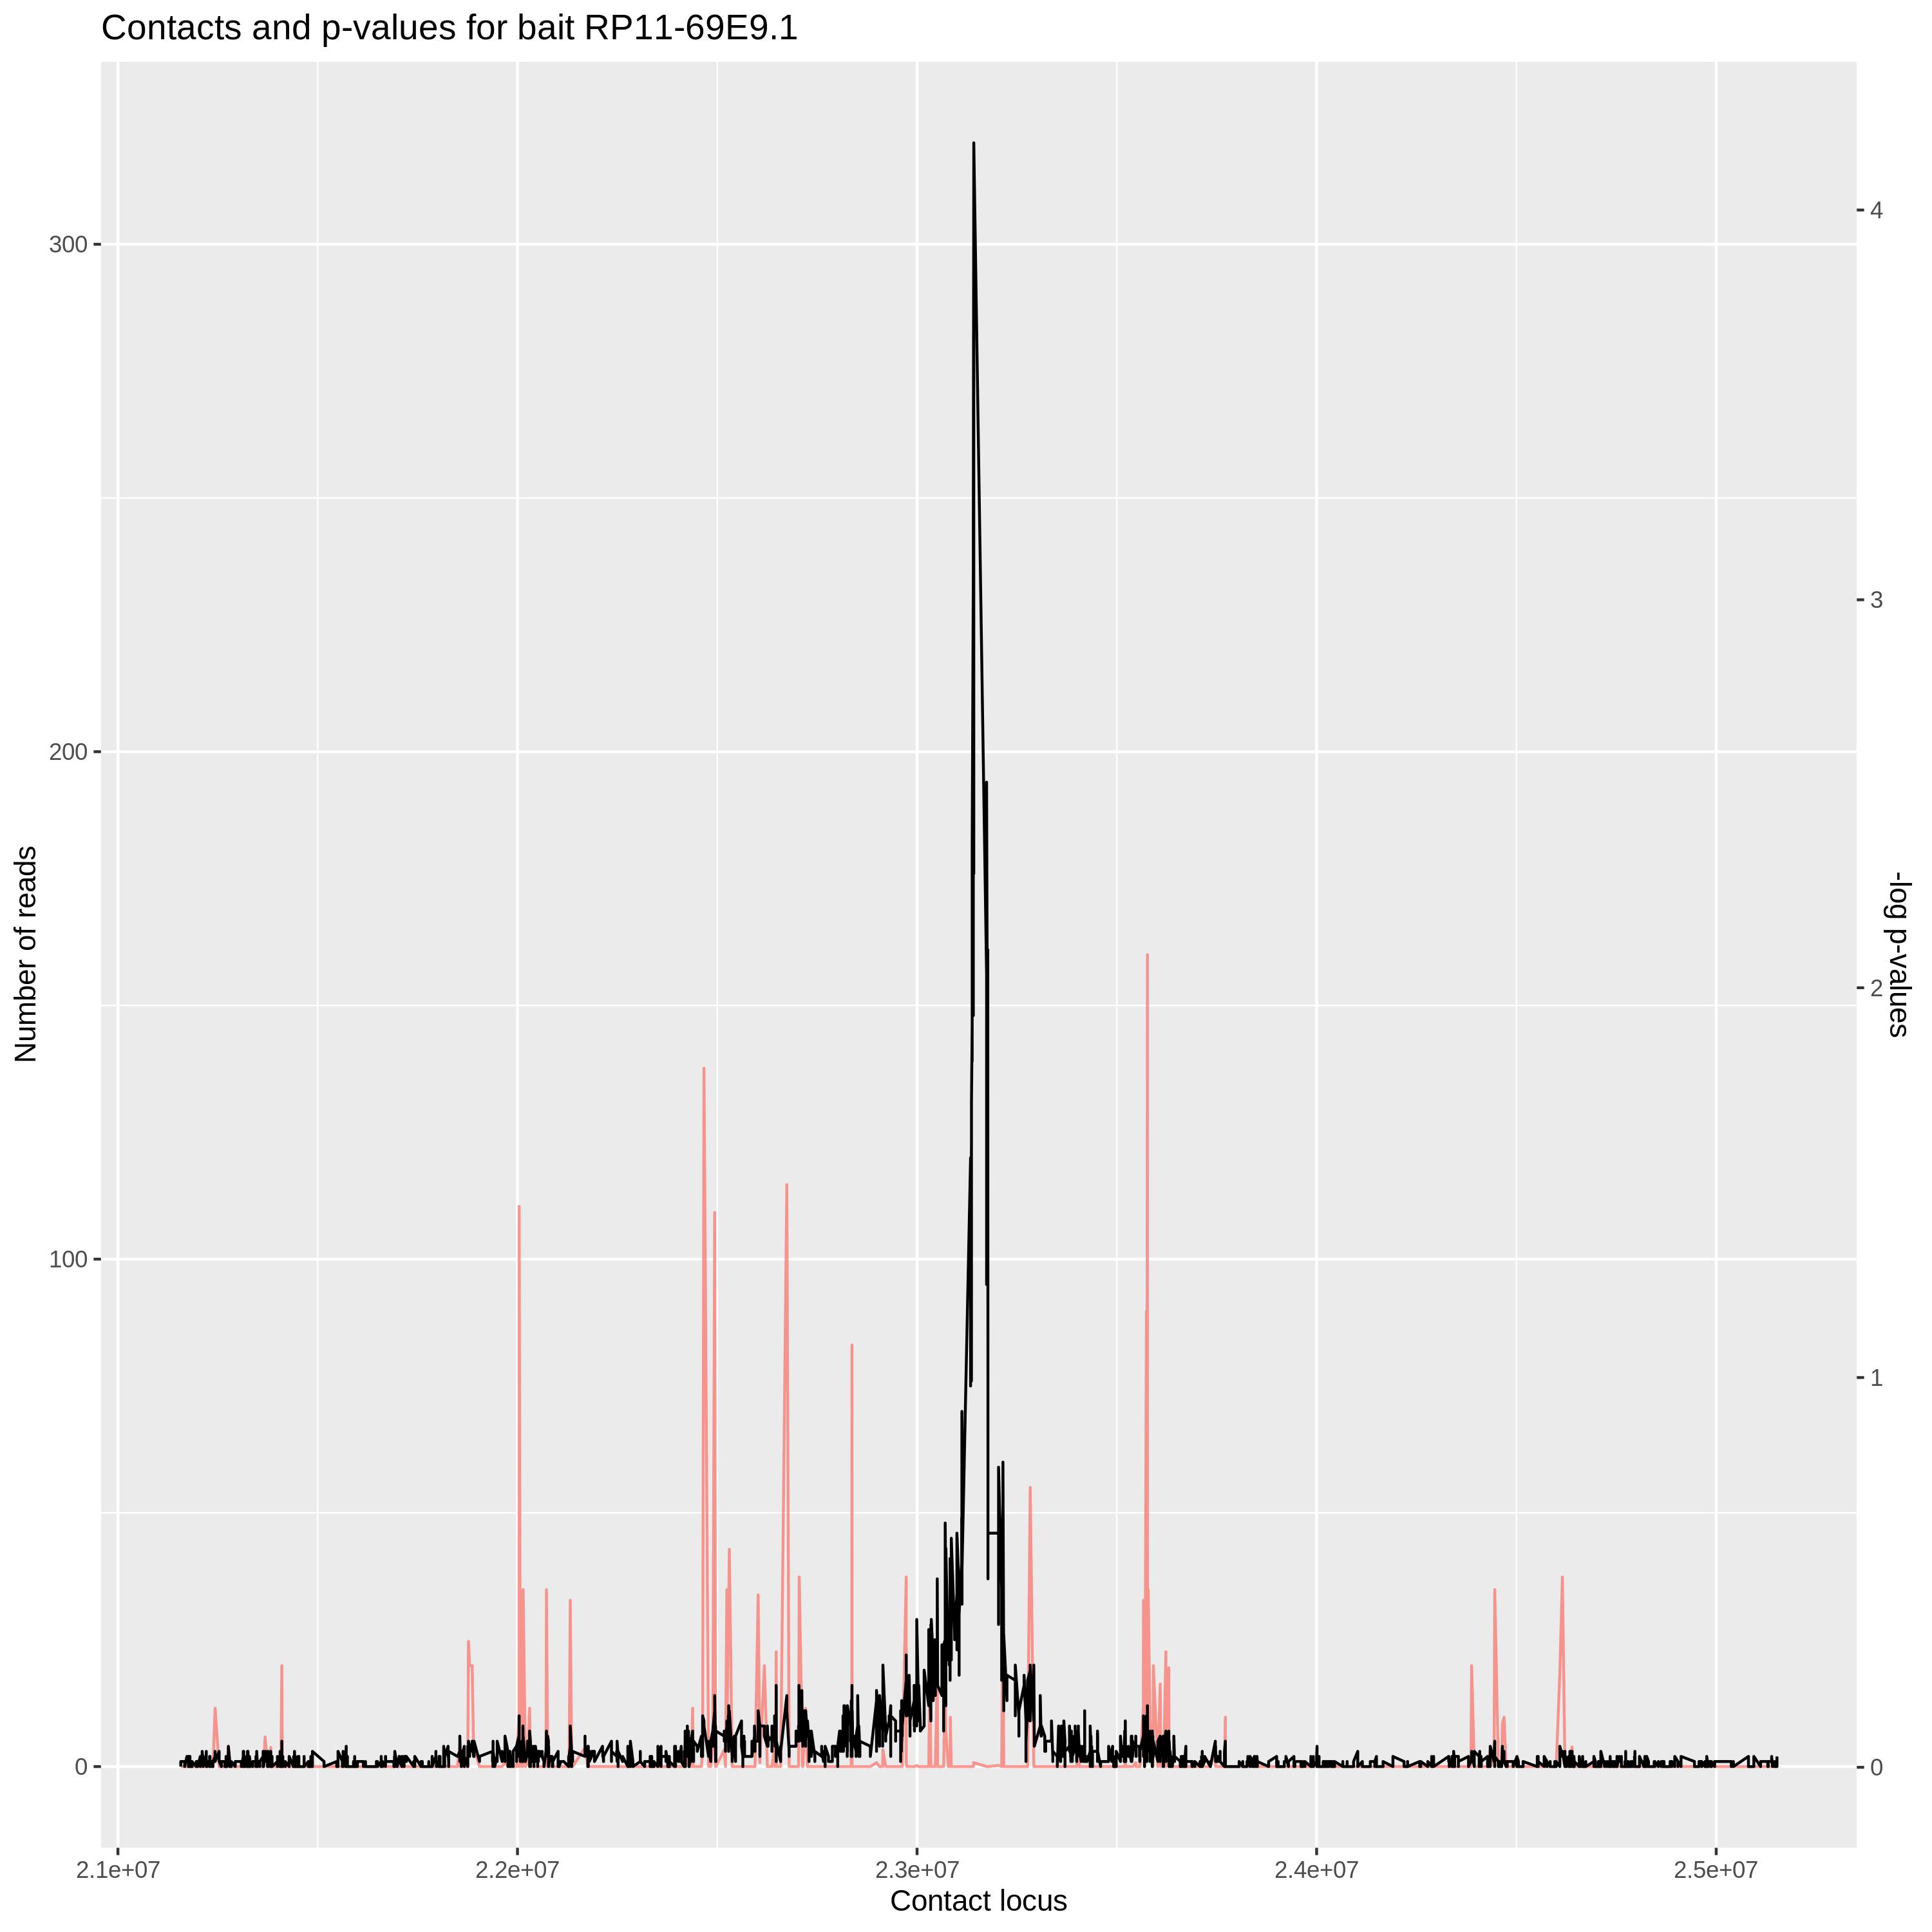 Contacts and p-values for bait RP11-69E9.1
Number of reads
300
200
100
0
4
3
2
1
0
-log p-values
2.1e+07
2.2e+07
2.3e+07
2.4e+07
2.5e+07
Contact locus